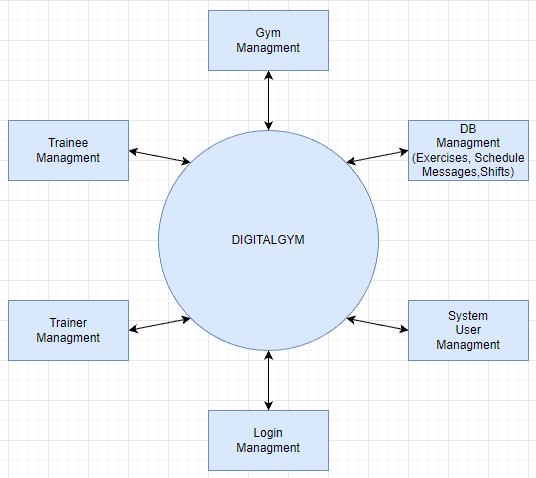 Gym
Managment
Trainee
Managment
DB
Managment
(Exercises, Schedule
Messages,Shifts)
DIGITALGYM
Trainer
Managment
System
User
Managment
Login
Managment